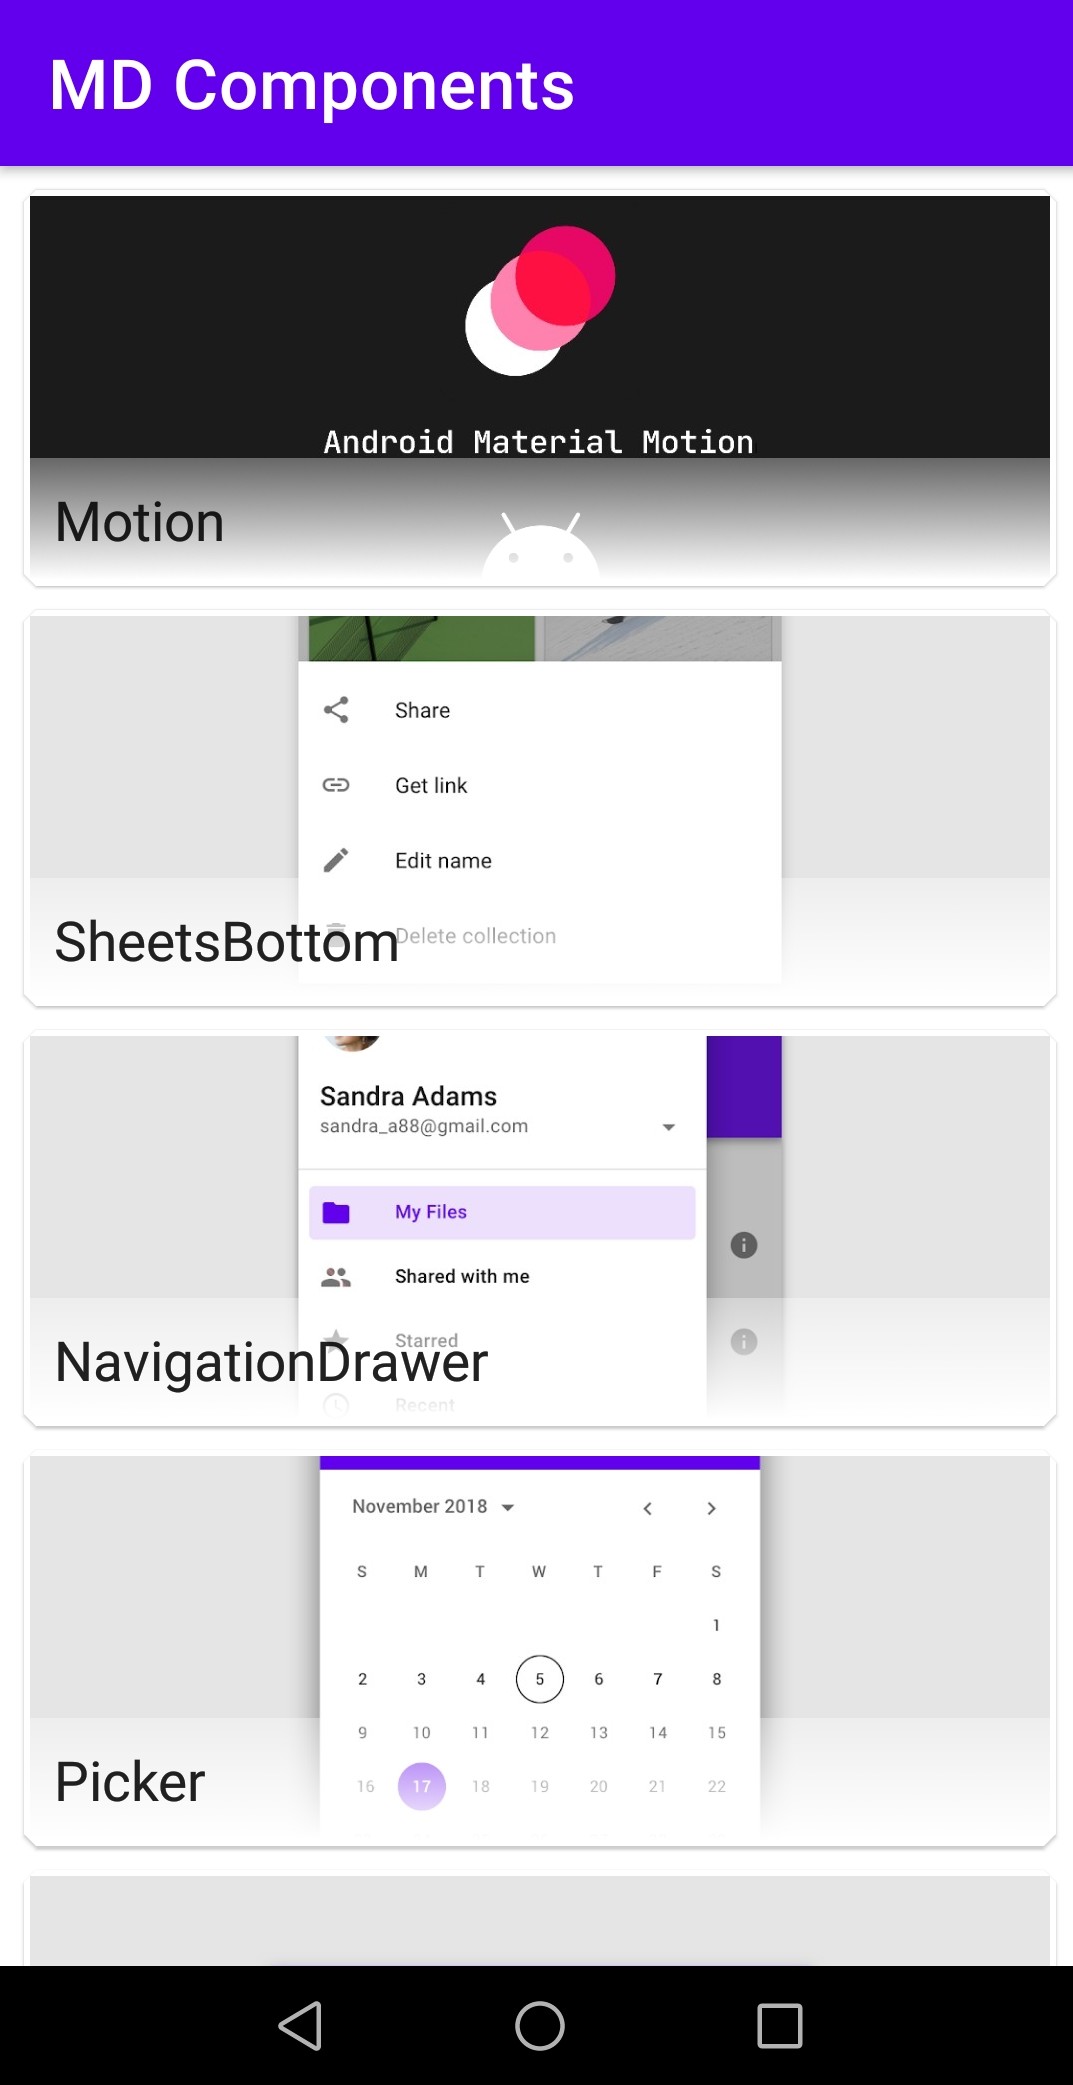 MD Components
Android Material Motion
Motion
Share
Get link
Edit name
Delete collection
SheetsBottom
Sandra Adams
sandra_a88@gmail.com
My Files
Shared with me
Starred
NavigationDrawer
Recent
November 2018
S M T W T F S
1
2 3 4 5 6 7 8
9 10 11 12 13 14 15
16 17 18 19 20 21 22
Picker